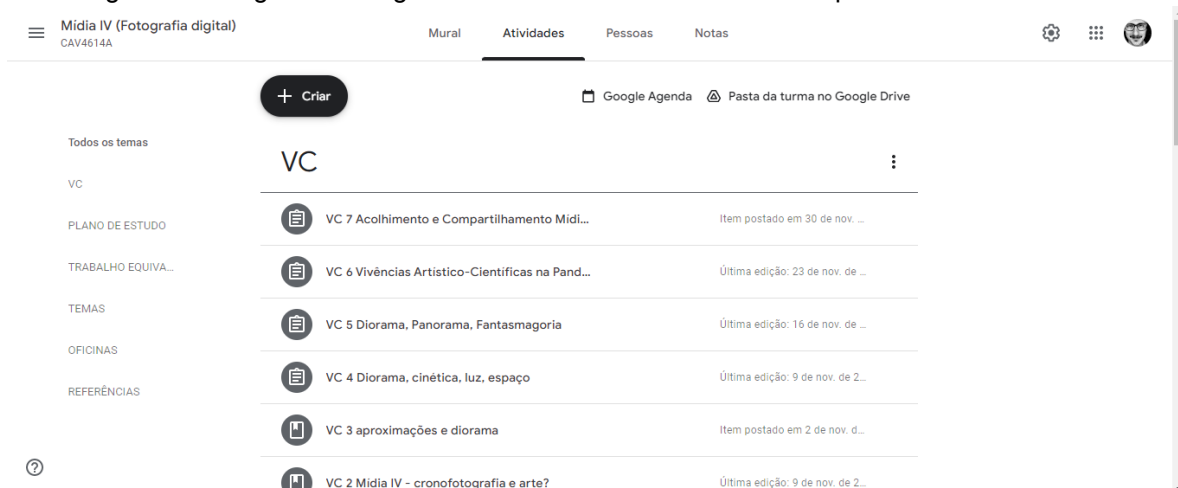 Mídia IV (Fotografia digital)
CAV4614A
Mural Atividades Pessoas Notas
Criar
Google Agenda Pasta da turma no Google Drive
Todos os temas
VC
PLANO DE ESTUDO
TRABALHO EQUIVA...
TEMAS
OFICINAS
REFERÊNCIAS
VC
VC 7 Acolhimento e Compartilhamento Mídi... Item postado em 30 de nov. ...
VC 6 Vivências Artístico-Científicas na Pand... Última edição: 23 de nov. de ...
VC 5 Diorama, Panorama, Fantasmagoria Última edição: 16 de nov. de ...
VC 4 Diorama, cinética, luz, espaço Última edição: 9 de nov. de 2...
VC 3 aproximações e diorama Item postado em 2 de nov. d...
VC 2 Mídia IV - cronofotografia e arte? Última edição: 9 de nov. de 2...